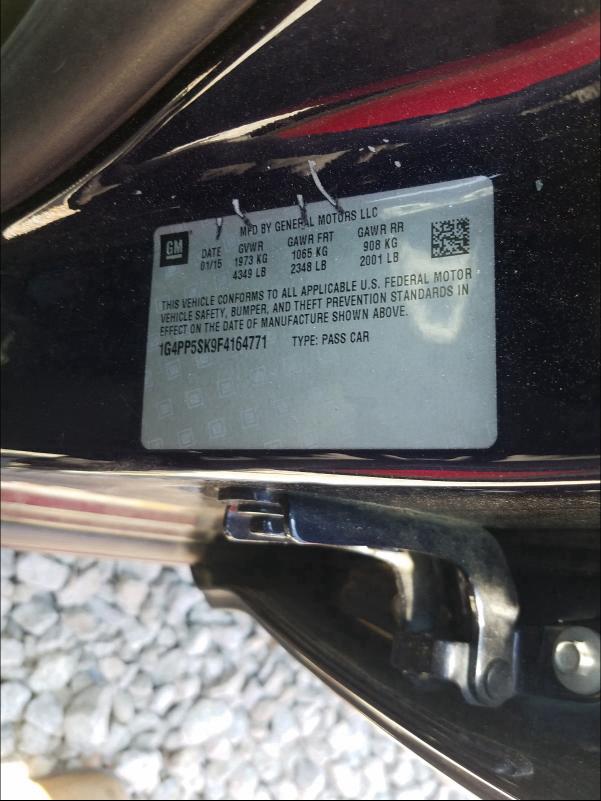 GM
MFD BY GENERAL MOTORS LLC
DATE GVWR GAWR FRT GAWR RR
01/15 1973 KG 1065 KG 908 KG
4349 LB 2348 LB 2001 LB
THIS VEHICLE CONFORMS TO ALL APPLICABLE U.S. FEDERAL MOTOR
VEHICLE SAFETY, BUMPER, AND THEFT PREVENTION STANDARDS IN
EFFECT ON THE DATE OF MANUFACTURE SHOWN ABOVE.
1G4PP5SK9F4164771 TYPE: PASS CAR